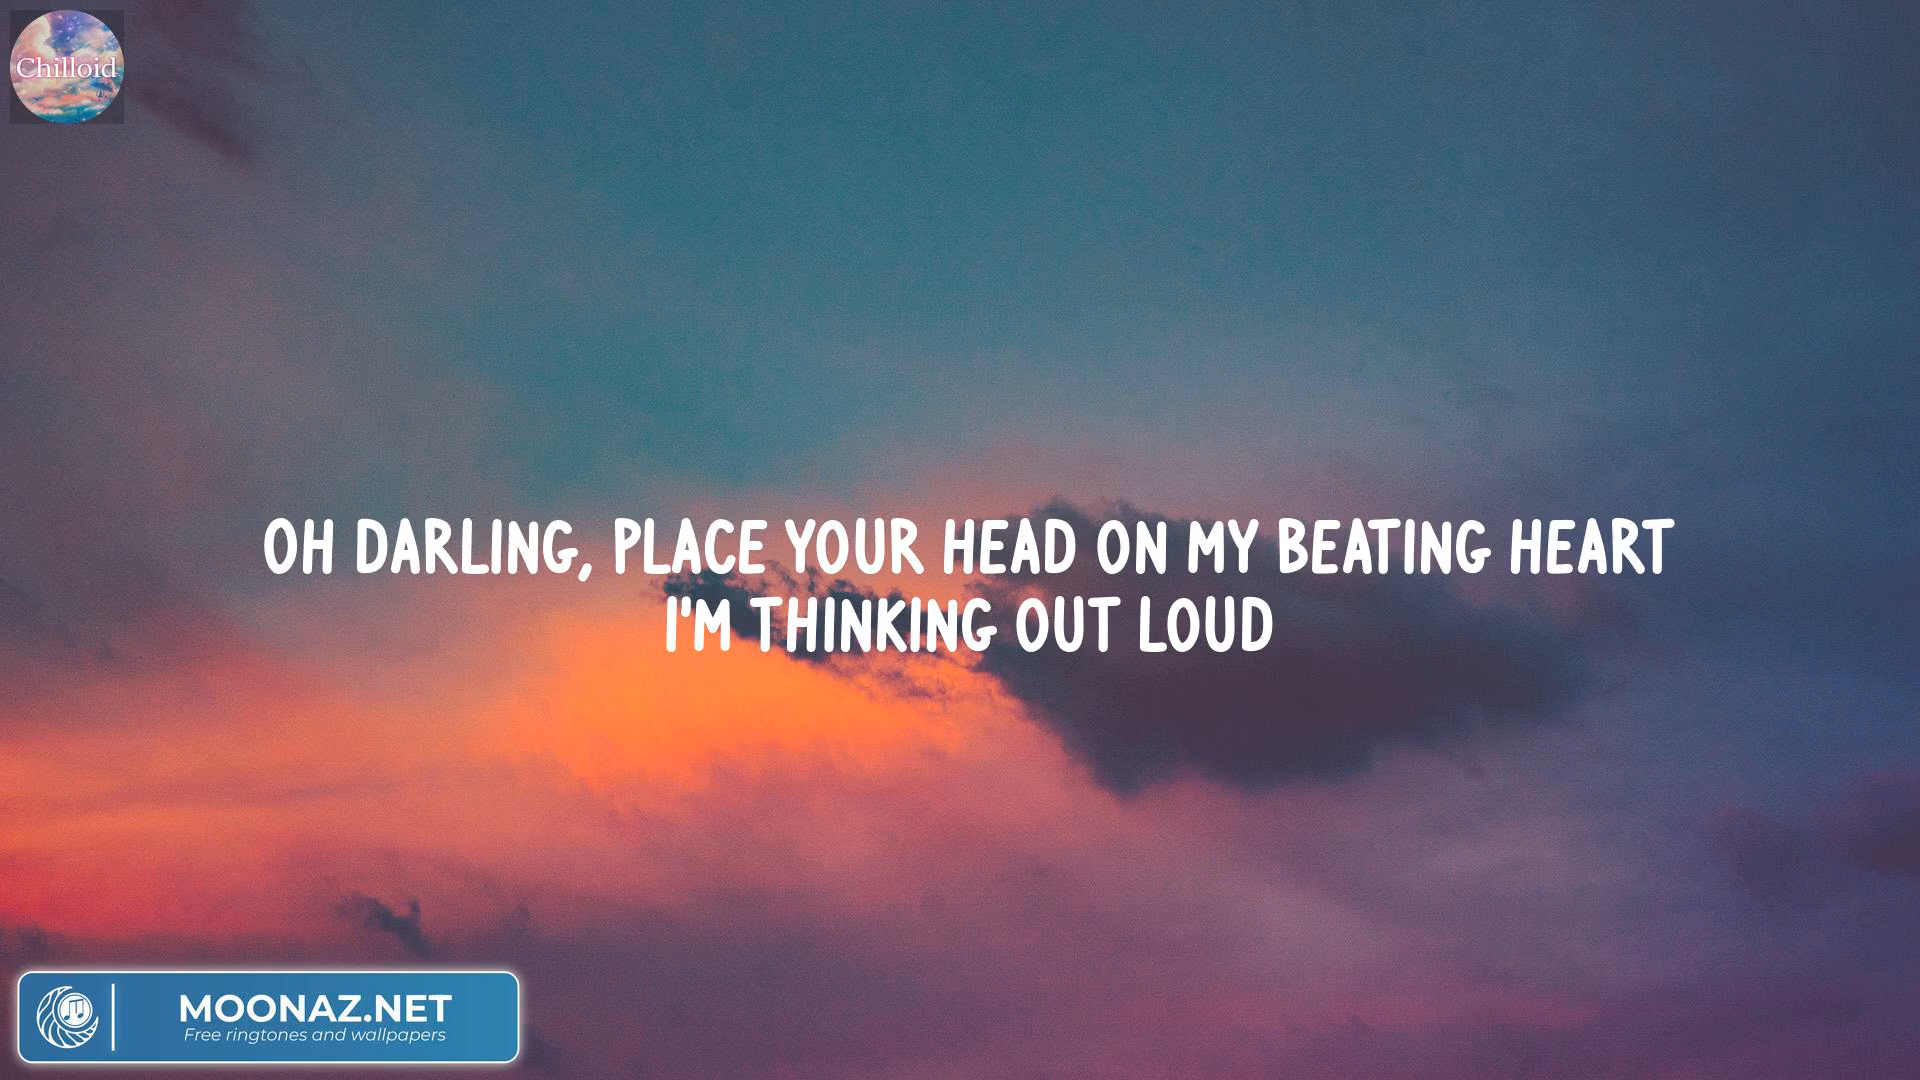 Chilloid
OH DARLING, PLACE YOUR HEAD ON MY BEATING HEART
I'M THINKING OUT LOUD
MOONAZ.NET
Free ringtones and wallpapers